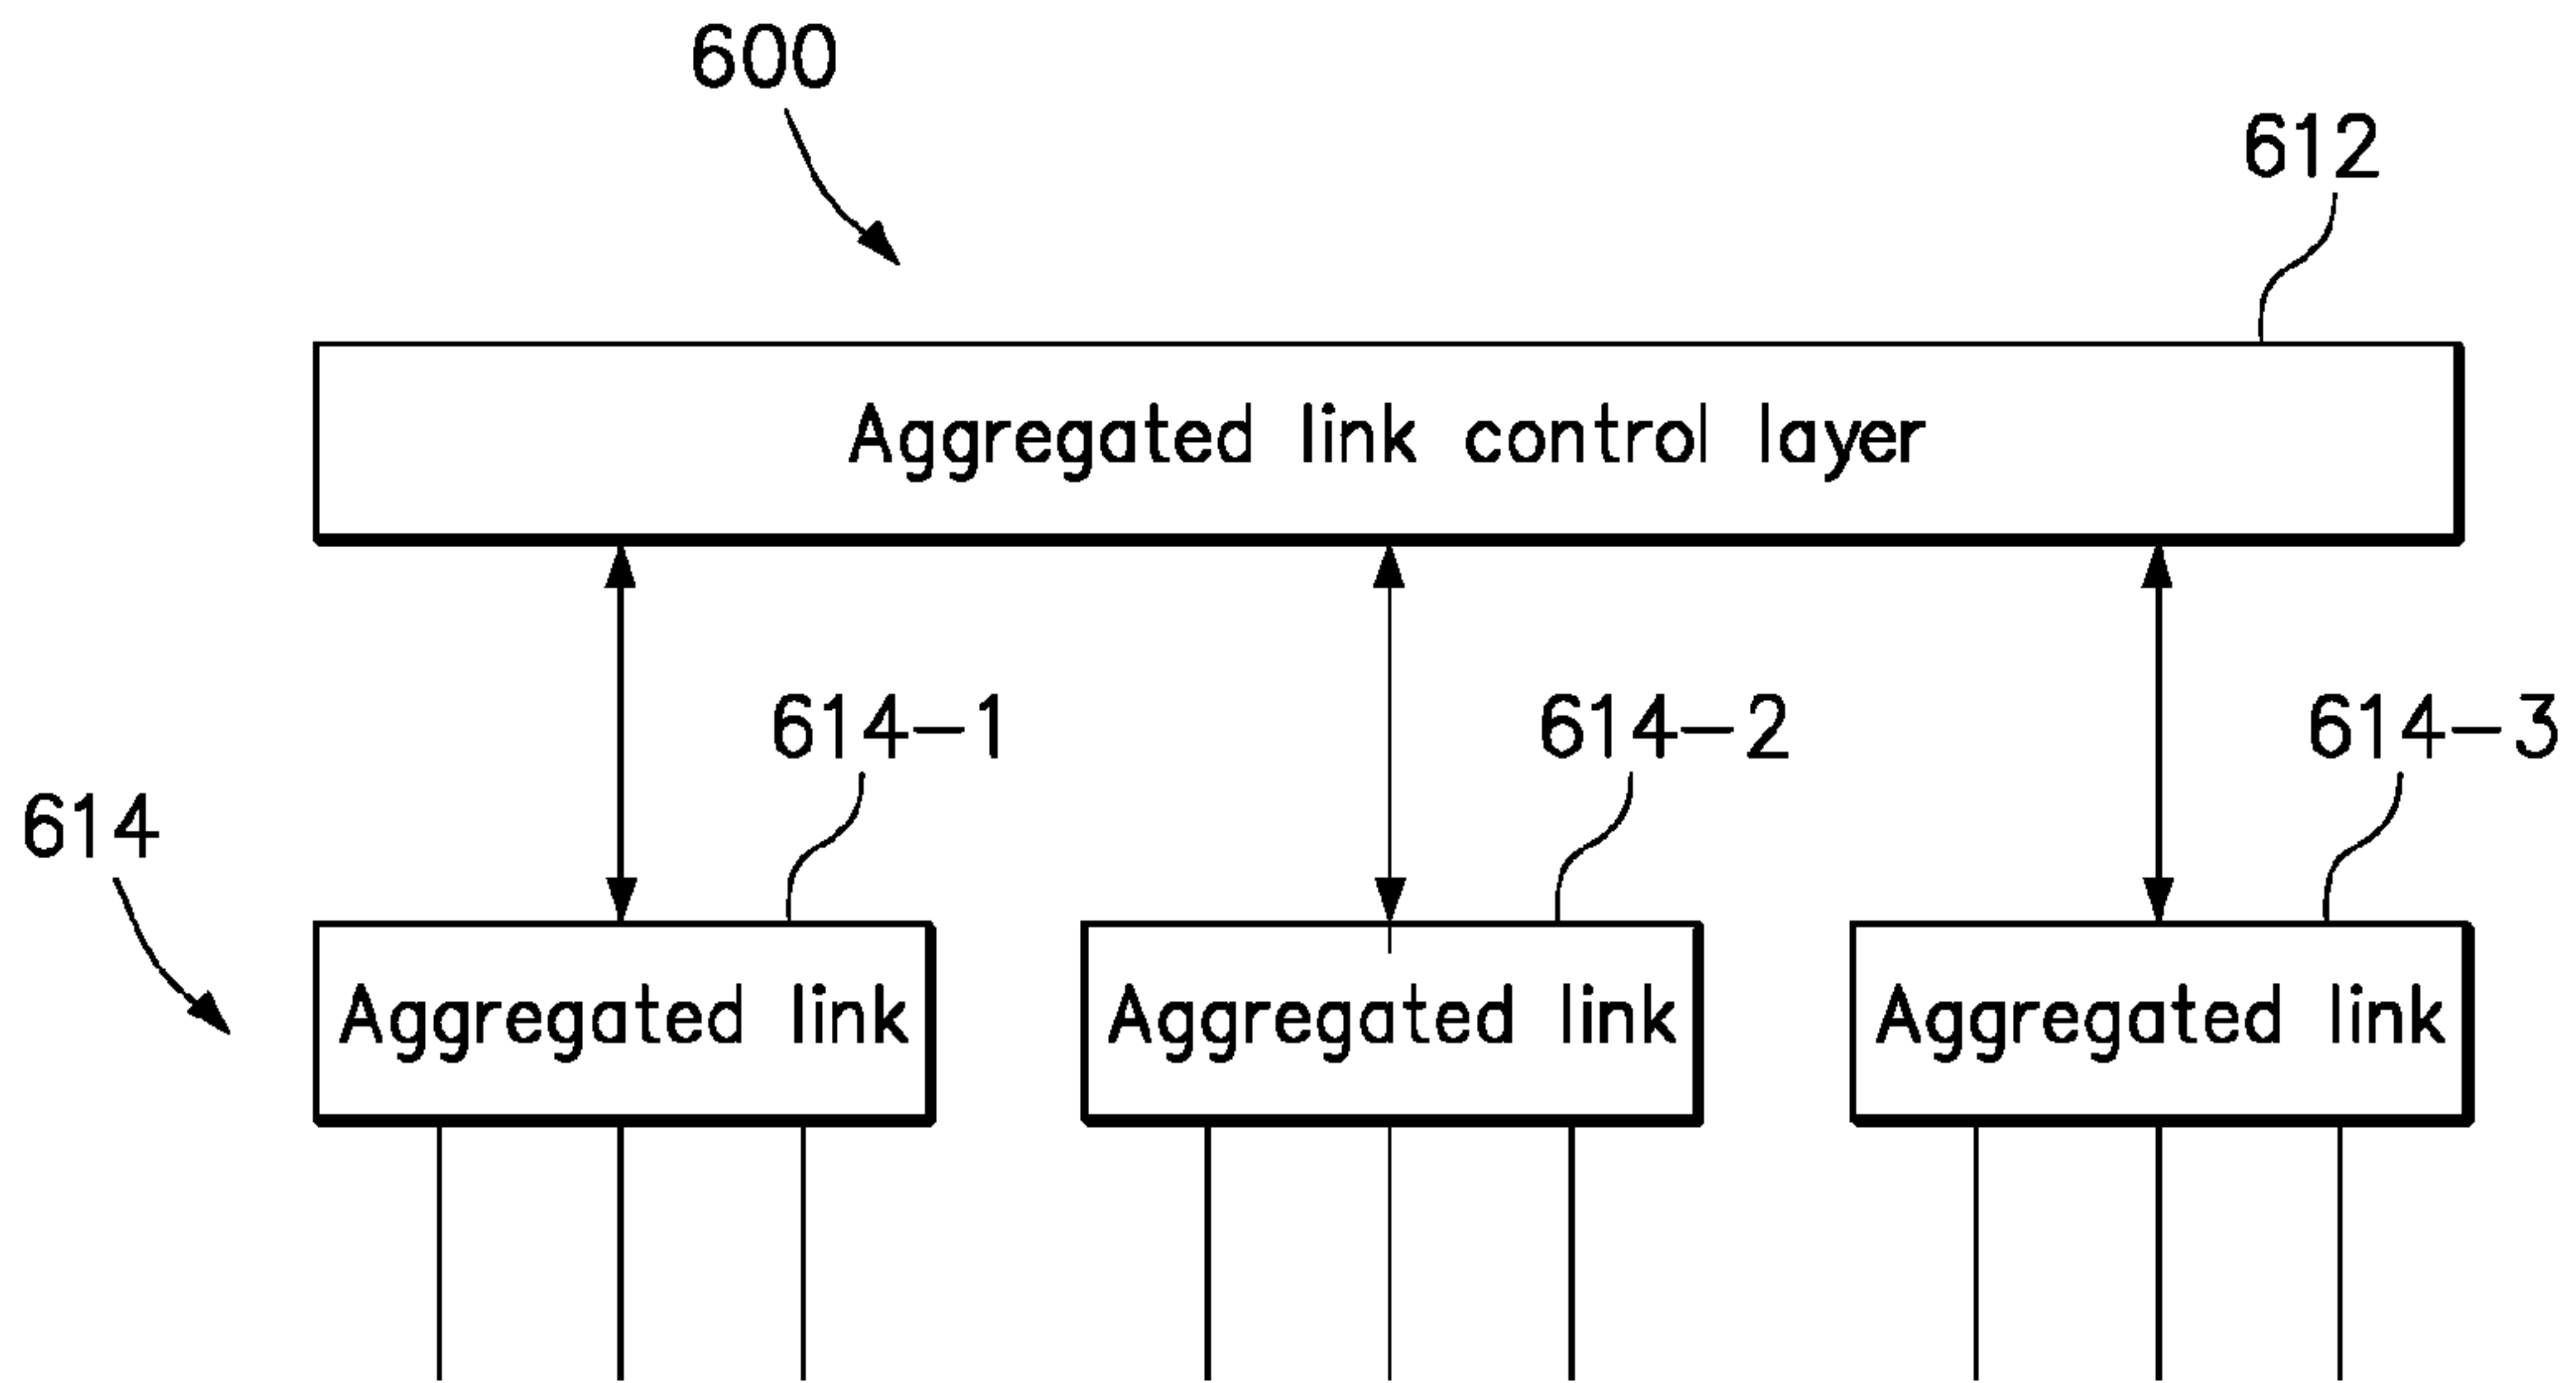 600
612
Aggregated link control layer
614-1
614-2
614-3
614
Aggregated link
Aggregated link
Aggregated link